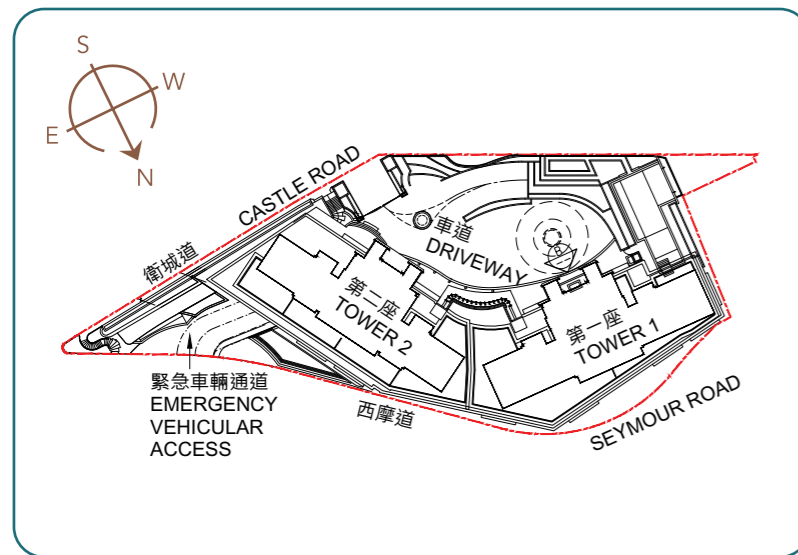 S
W
E
N
CASTLE ROAD
衛城道
車道
DRIVEWAY
第二座
TOWER 2
第一座
TOWER 1
緊急車輛通道
EMERGENCY
VEHICULAR
ACCESS
西摩道
SEYMOUR ROAD